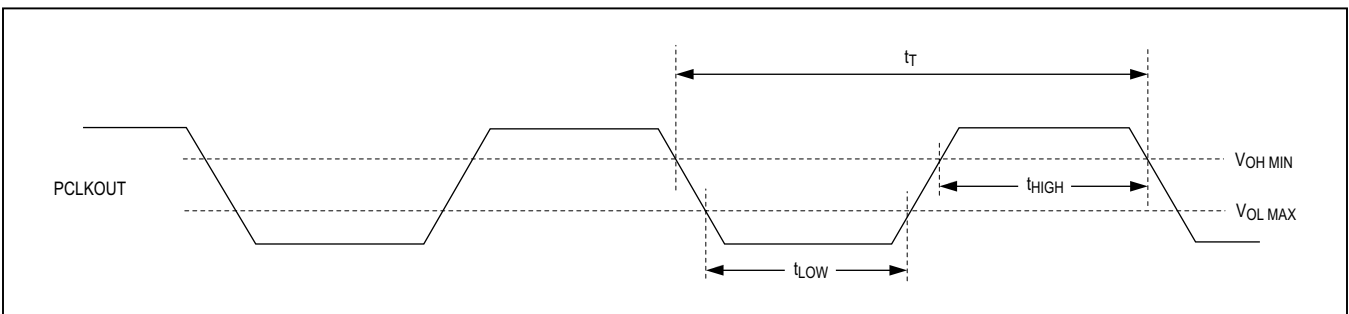 tT
VOH MIN
PCLKOUT
tHIGH
VOL MAX
tLOW